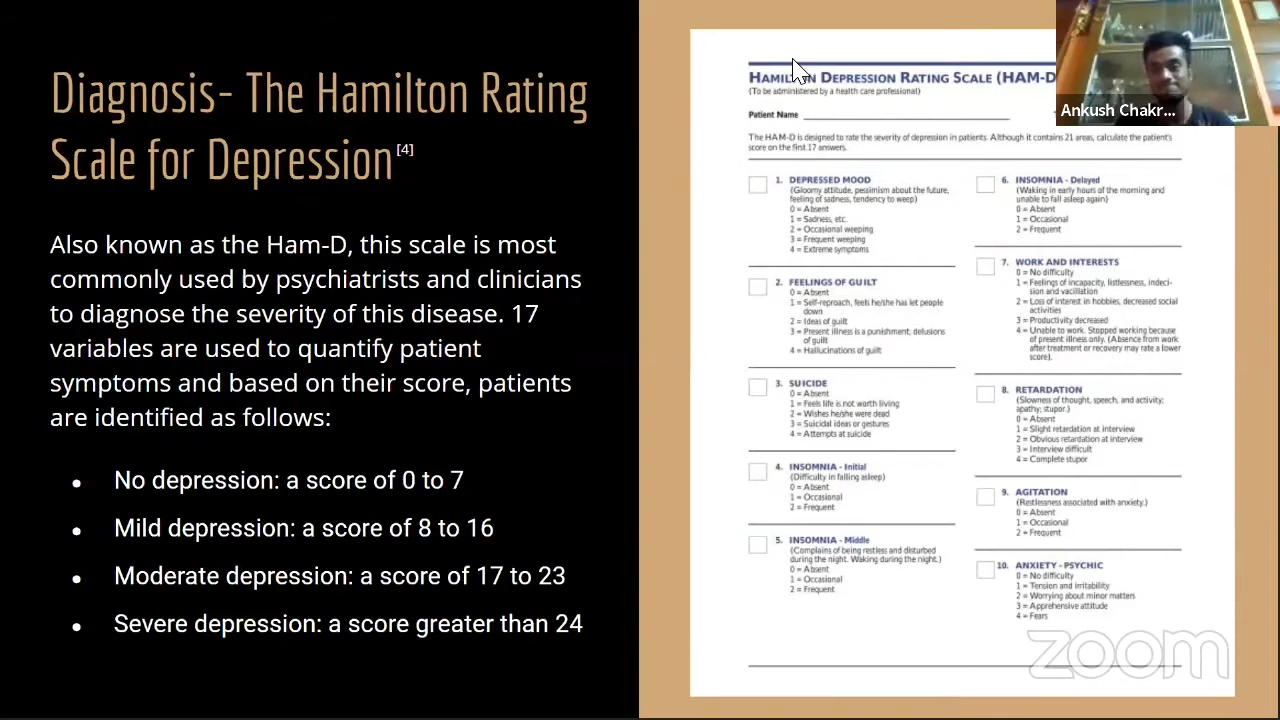 Diagnosis- The Hamilton Rating
Scale for Depression[4]
Also known as the Ham-D, this scale is most
commonly used by psychiatrists and clinicians
to diagnose the severity of this disease. 17
variables are used to quantify patient
symptoms and based on their score, patients
are identified as follows:
● No depression: a score of 0 to 7
● Mild depression: a score of 8 to 16
● Moderate depression: a score of 17 to 23
● Severe depression: a score greater than 24
HAMILTON DEPRESSION RATING SCALE (HAM-D
(To be administered by a health care professional)
Patient Name
The HAM-D is designed to rate the severity of depression in patients. Although it contains 21 areas, calculate the patient's
score on the first 17 answers.
1. DEPRESSED MOOD
(Gloomy attitude, pessimism about the future,
feeling of sadness, tendency to weep)
0 = Absent
1 = Sadness, etc.
2 = Occasional weeping
3 = Frequent weeping
4 = Extreme symptoms
2. FEELINGS OF GUILT
0 = Absent
1 = Self-reproach, feels he/she has let people
down
2 = Ideas of guilt
3 = Present illness is a punishment; delusions
of guilt
4 = Hallucinations of guilt
3. SUICIDE
0 = Absent
1 = Feels life is not worth living
2 = Wishes he/she were dead
3 = Suicidal ideas or gestures
4 = Attempts at suicide
4. INSOMNIA - Initial
(Difficulty in falling asleep)
0 = Absent
1 = Occasional
2 = Frequent
5. INSOMNIA - Middle
(Complains of being restless and disturbed
during the night. Waking during the night.)
0 = Absent
1 = Occasional
2 = Frequent
6. INSOMNIA - Delayed
(Waking in early hours of the morning and
unable to fall asleep again)
0 = Absent
1 = Occasional
2 = Frequent
7. WORK AND INTERESTS
0 = No difficulty
1 = Feelings of incapacity, listlessness, indeci-
sion and vacillation
2 = Loss of interest in hobbies, decreased social
activities
3 = Productivity decreased
4 = Unable to work. Stopped working because
of present illness only. (Absence from work
after treatment or recovery may rate a lower
score).
8. RETARDATION
(Slowness of thought, speech, and activity;
apathy; stupor.)
0 = Absent
1 = Slight retardation at interview
2 = Obvious retardation at interview
3 = Interview difficult
4 = Complete stupor
9. AGITATION
(Restlessness associated with anxiety.)
0 = Absent
1 = Occasional
2 = Frequent
10. ANXIETY - PSYCHIC
0 = No difficulty
1 = Tension and irritability
2 = Worrying about minor matters
3 = Apprehensive attitude
4 = Fears
Ankush Chakr...
zoom